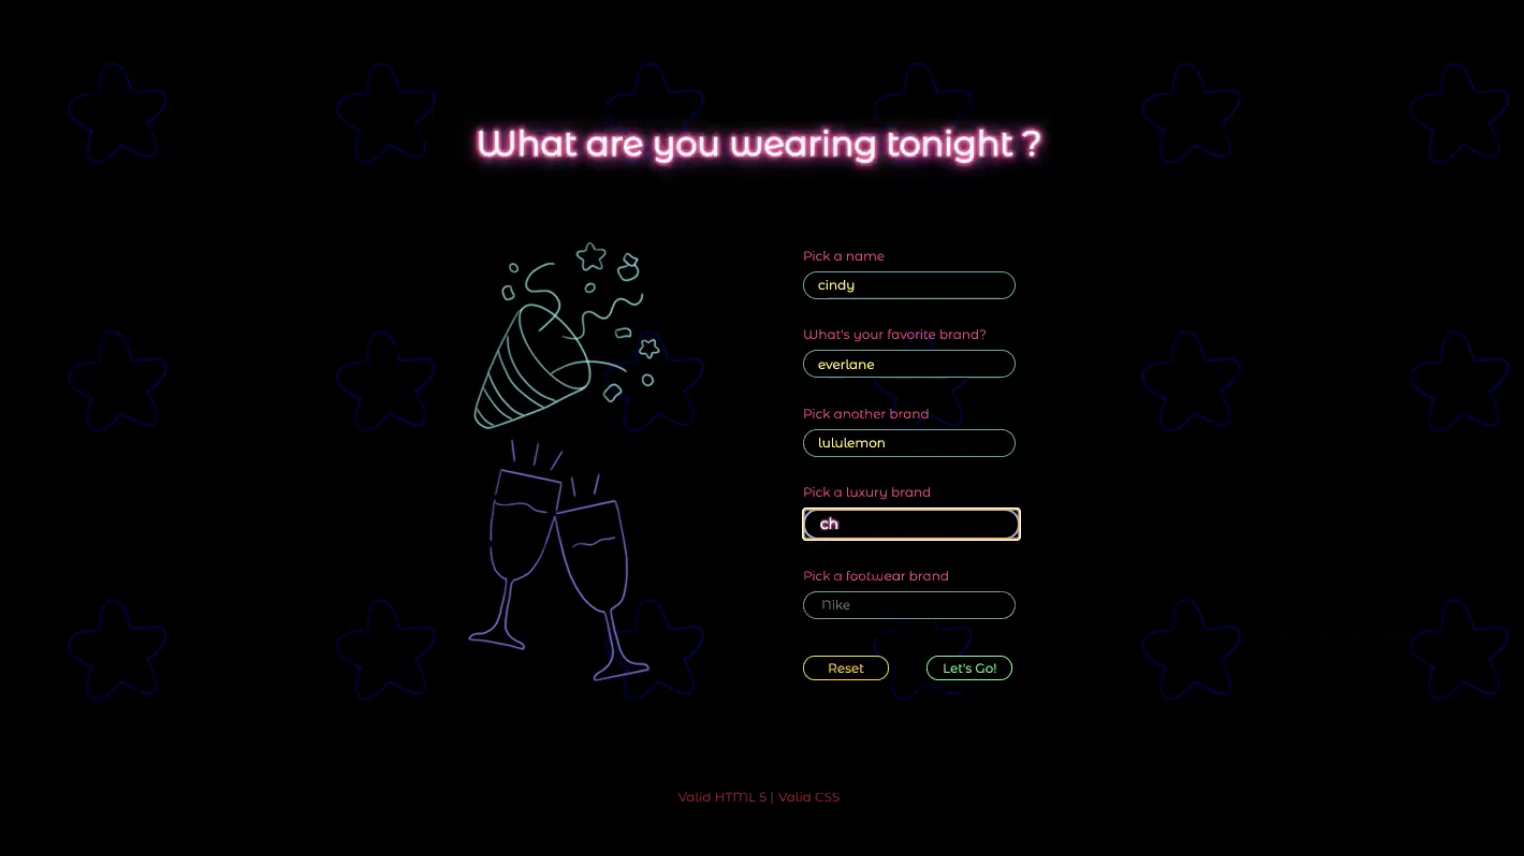 What are you wearing tonight ?
Pick a name
cindy
What's your favorite brand?
everlane
Pick another brand
lululemon
Pick a luxury brand
ch
Pick a footwear brand
Nike
Reset
Let's Go!
Valid HTML 5 | Valid CSS